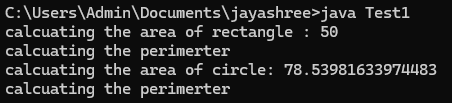 C:\Users\Admin\Documents\jayashree>java Test1
calcuating the area of rectangle : 50
calcuating the perimerter
calcuating the area of circle: 78.53981633974483
calcuating the perimerter